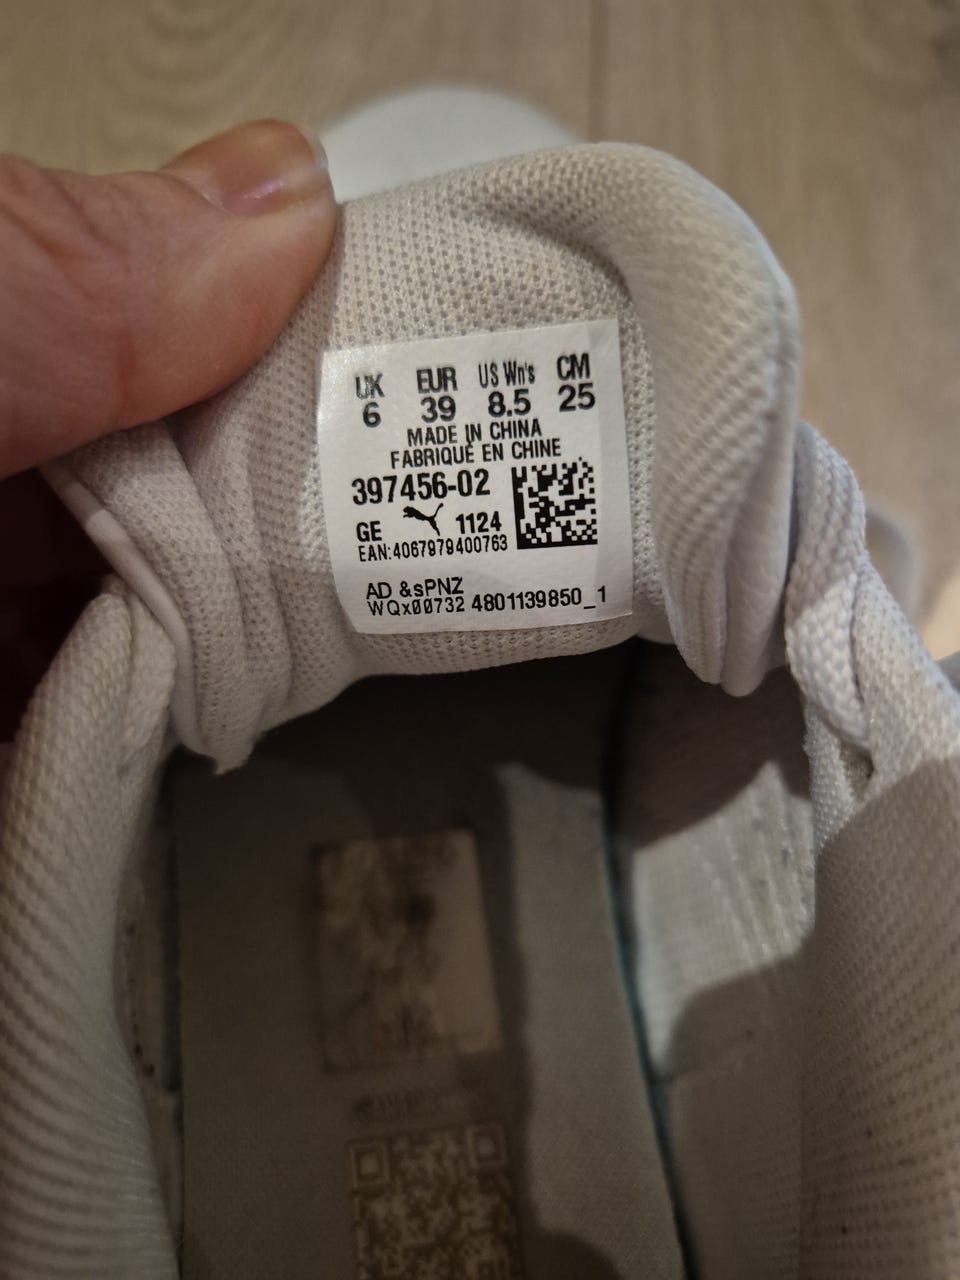 UK EUR US Wn's CM
6 39 8.5 25
MADE IN CHINA
FABRIQUÉ EN CHINE
397456-02
GE 1124
EAN:4067979400763
AD &sPNZ
WQx00732 4801139850_1